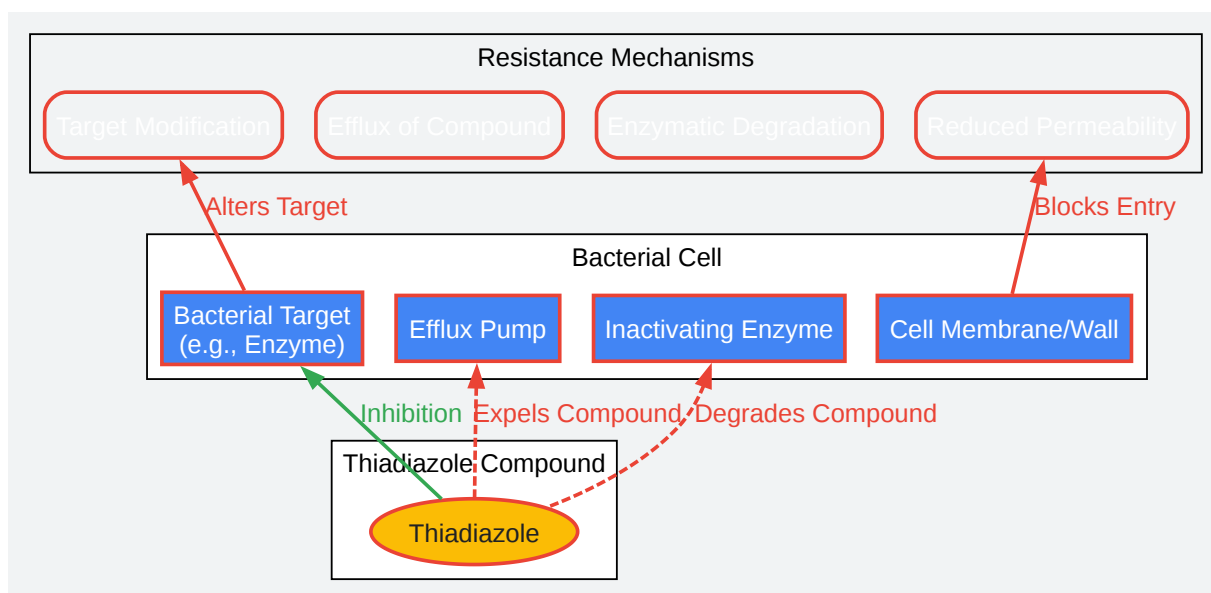 Resistance Mechanisms
Target Modification
Efflux of Compound
Enzymatic Degradation
Reduced Permeability
Alters Target
Blocks Entry
Bacterial Cell
Bacterial Target
(e.g., Enzyme)
Efflux Pump
Inactivating Enzyme
Cell Membrane/Wall
Inhibition
Expels Compound
Degrades Compound
Thiadiazole Compound
Thiadiazole